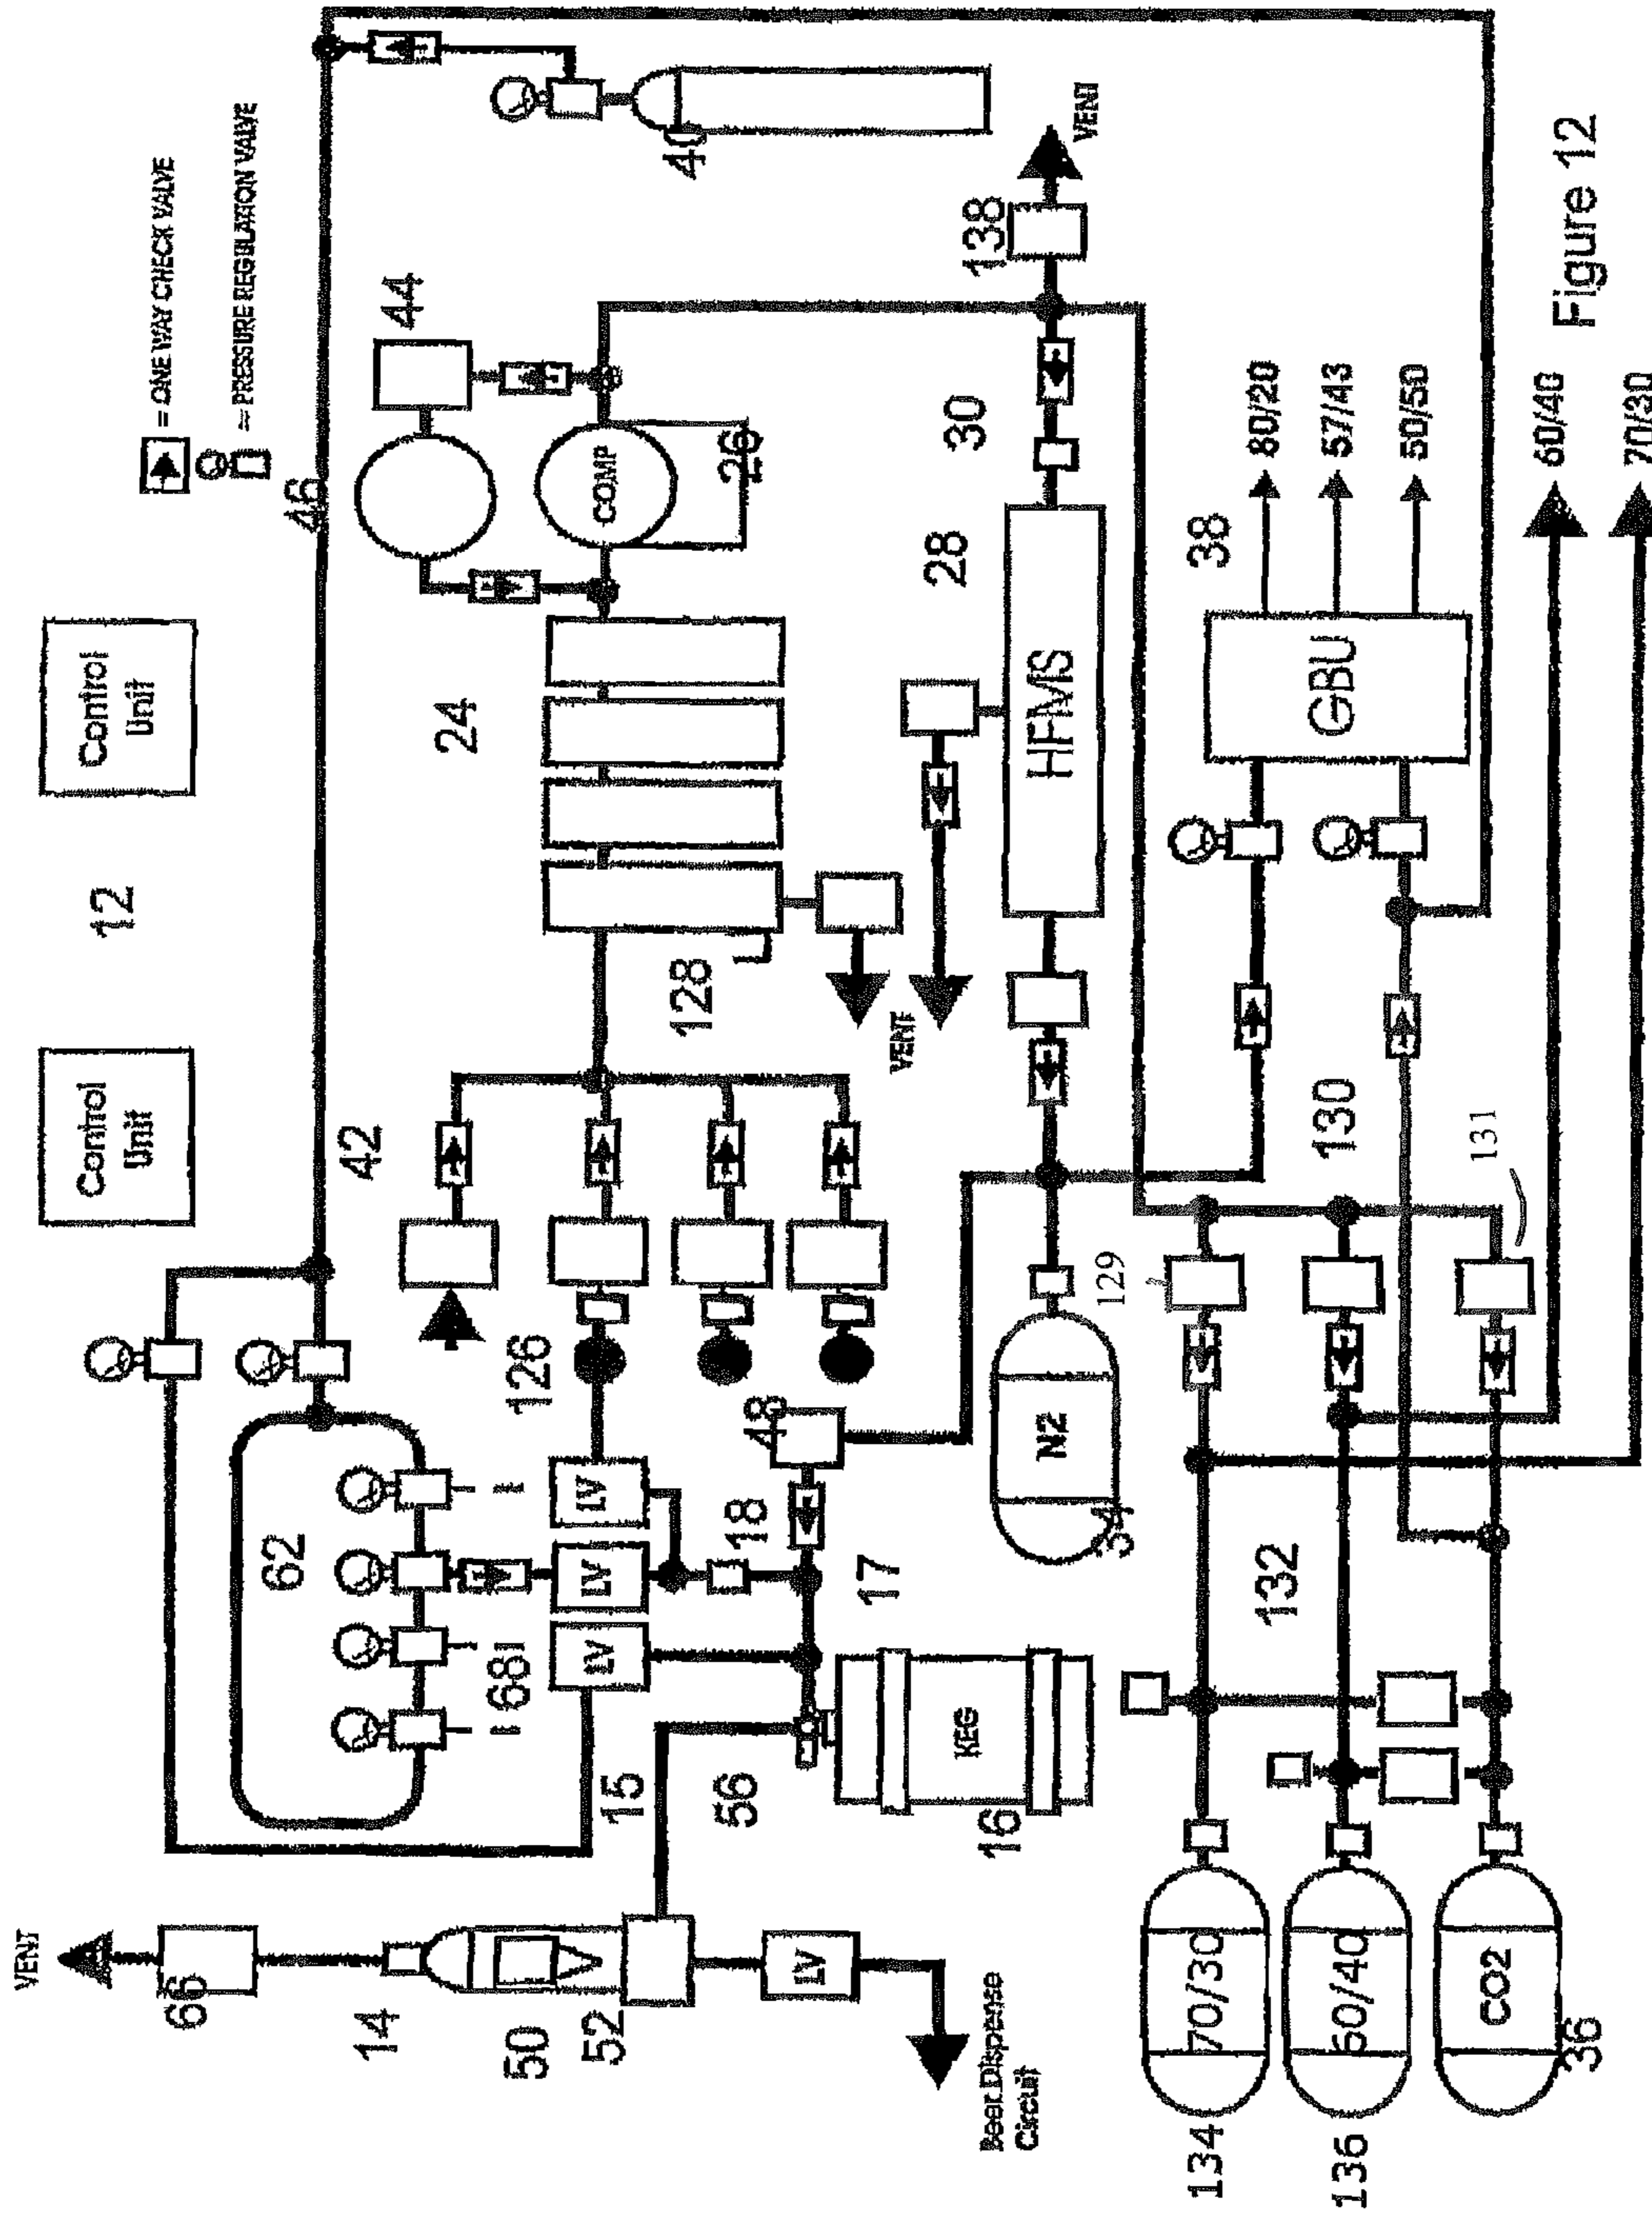 VENT
66
14
50
52
LV
Beer Dispense
Circuit
Control
Unit
12
Control
Unit
= ONE WAY CHECK VALVE
= PRESSURE REGULATION VALVE
46
62
68
42
15
LV
LV
LV
126
24
44
COMP
26
128
18
48
56
17
KEG
16
VENT
28
30
HFMS
138
VENT
40
N2
34
129
38
GBU
80/20
57/43
50/50
60/40
70/30
130
131
132
70/30
134
60/40
136
CO2
36
Figure 12